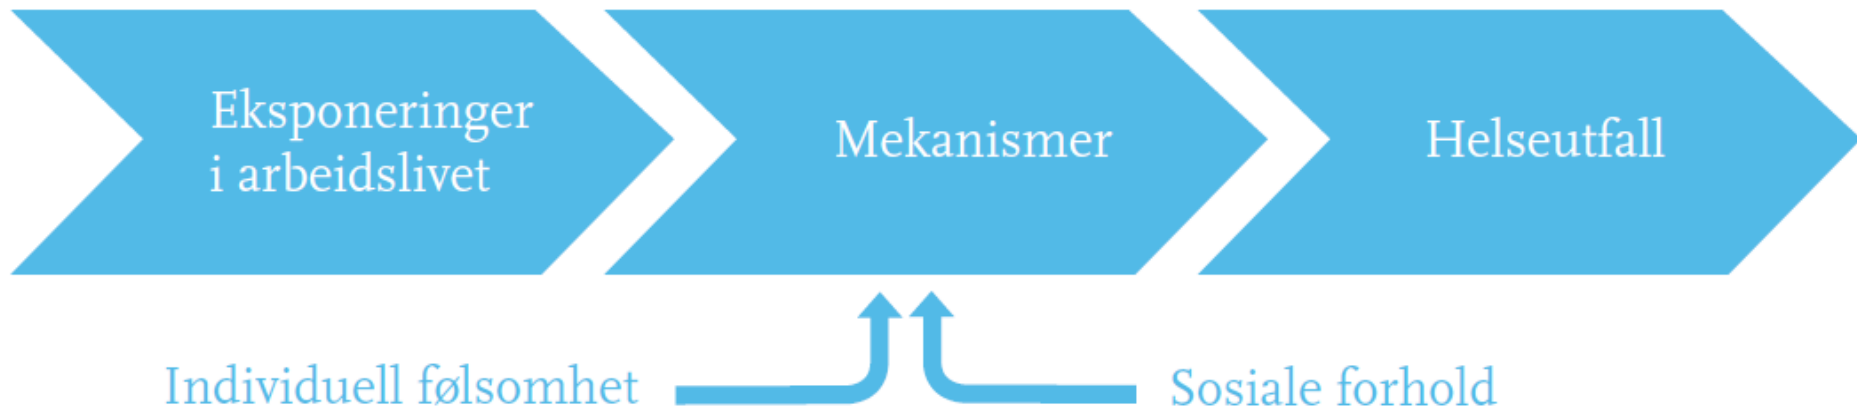 Eksponeringer
i arbeidslivet
Mekanismer
Helseutfall
Individuell følsomhet
Sosiale forhold